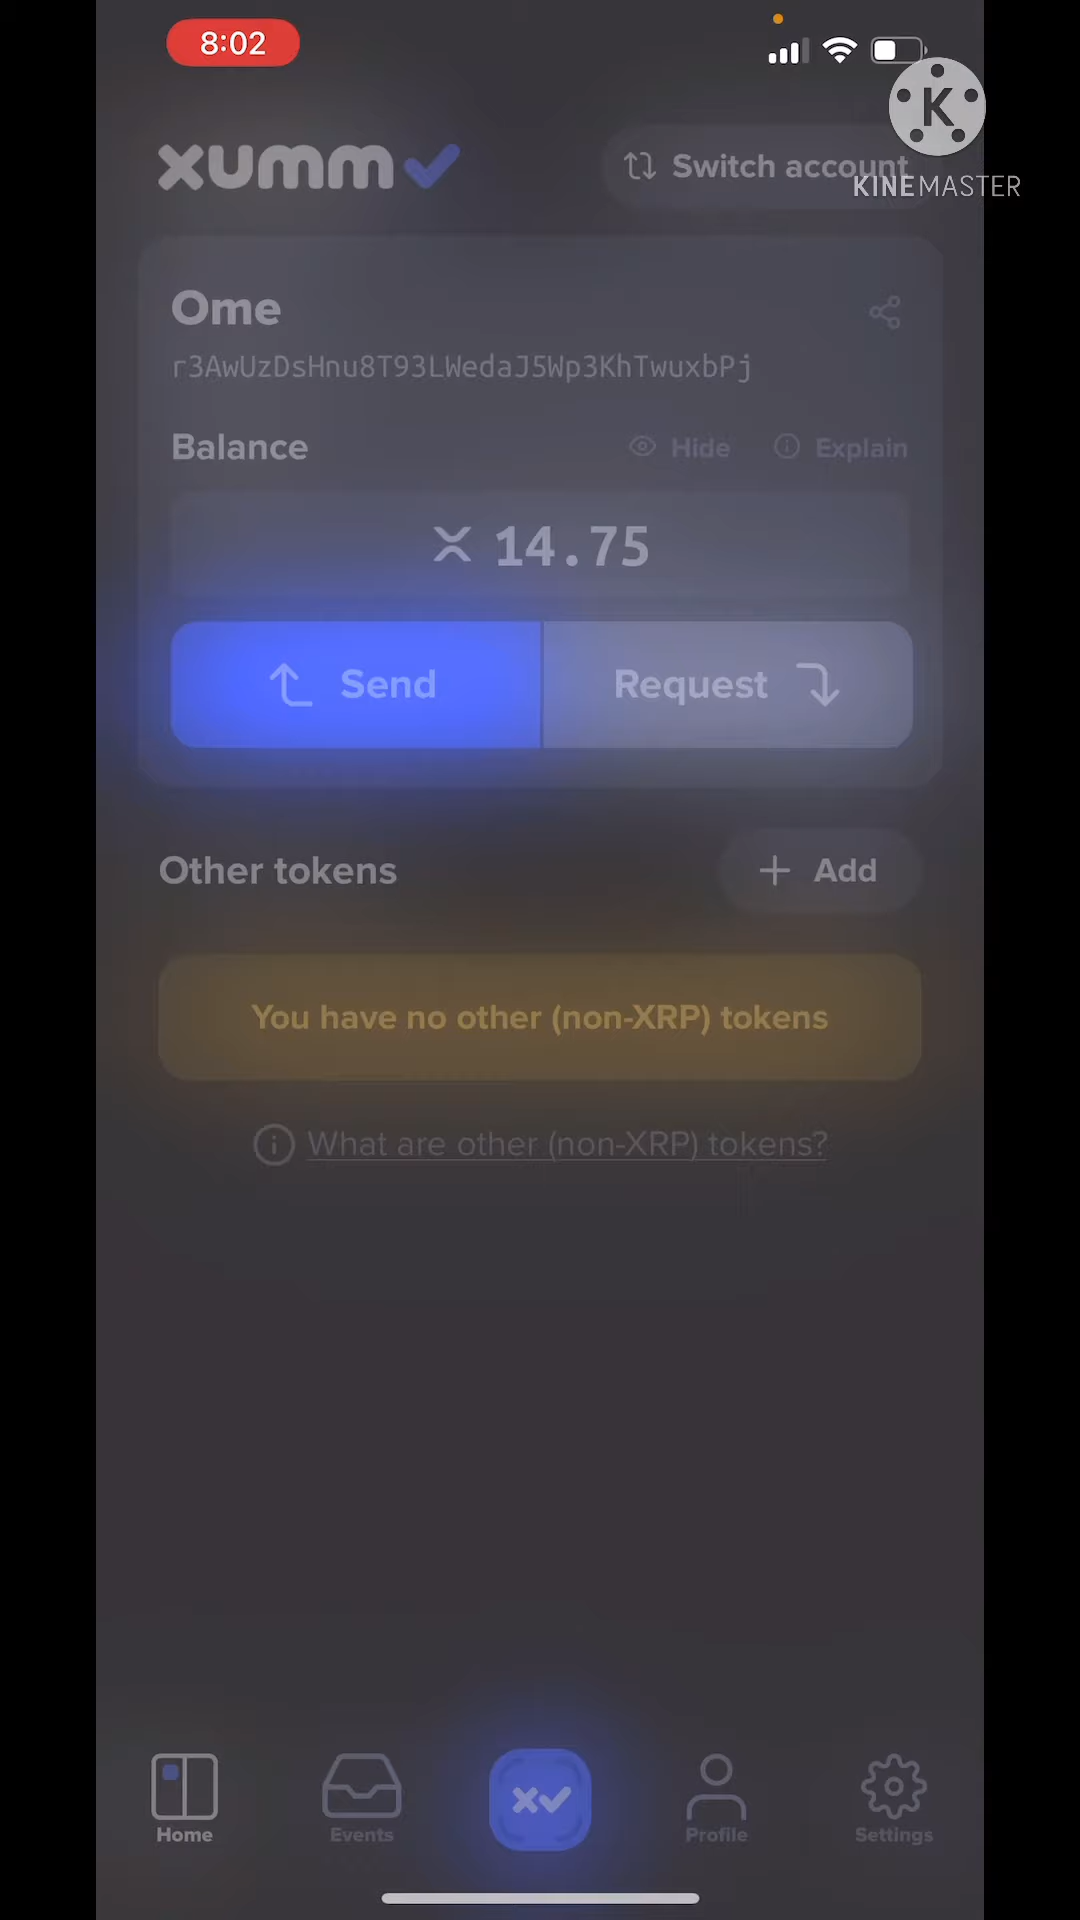 8:02
K
KINEMASTER
xumm
Switch account
Ome
r3AwUzDsHnu8T93LWedaJ5Wp3KhTwuxbPj
Balance
Hide
Explain
14.75
Send
Request
Other tokens
+ Add
You have no other (non-XRP) tokens
What are other (non-XRP) tokens?
Home
Events
Profile
Settings